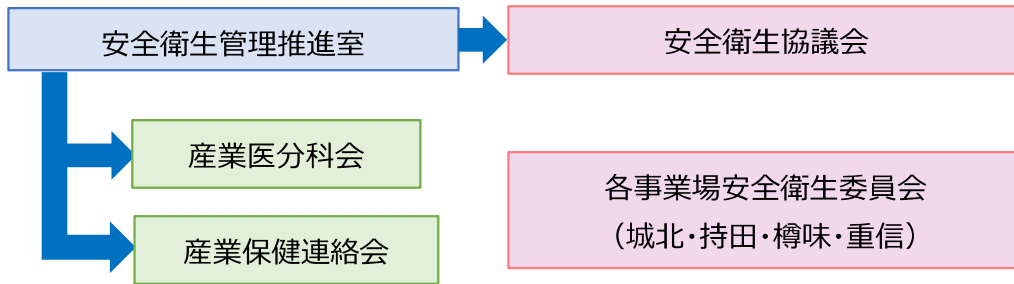 安全衛生管理推進室
安全衛生協議会
産業医分科会
産業保健連絡会
各事業場安全衛生委員会
（城北・持田・樽味・重信）